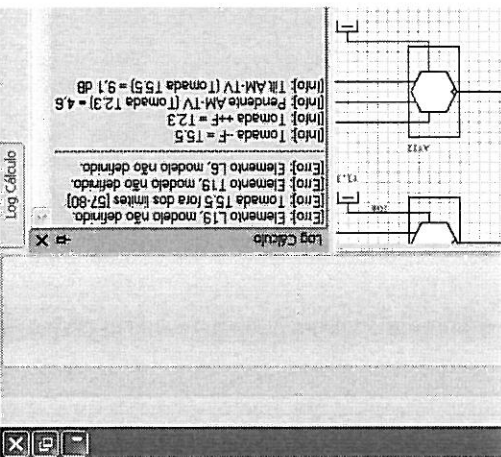 Log Cálculo
[Erro]: Elemento L19, modelo não definido.
[Erro]: Tomada T5.5 fora dos limites [57-80]
[Erro]: Elemento T19, modelo não definido.
[Erro]: Elemento L6, modelo não definido.
[Info]: Tomada --F = T5.5
[Info]: Tomada ++F = T2.3
[Info]: Pendente AM-TV (Tomada T2.3) = 4,6
[Info]: Tilt AM-TV (Tomada T5.5) = 9,1 dB
Log Cálculo